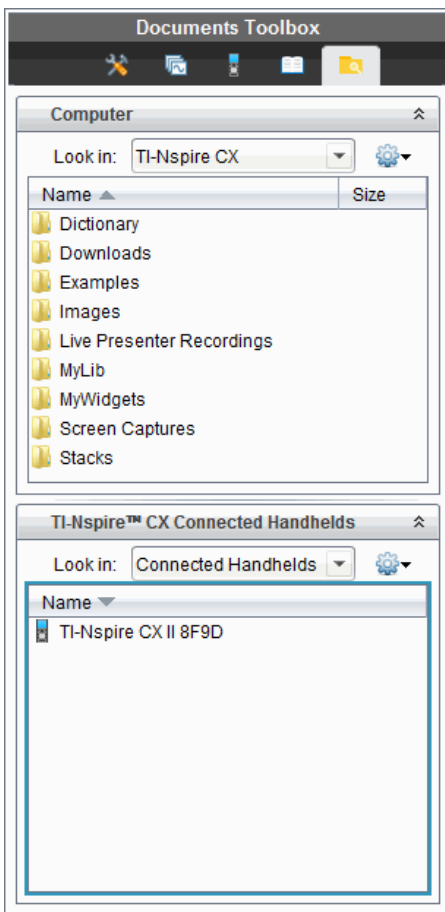 Documents Toolbox
Computer
Look in: TI-Nspire CX
Name Size
Dictionary
Downloads
Examples
Images
Live Presenter Recordings
MyLib
MyWidgets
Screen Captures
Stacks
TI-Nspire™ CX Connected Handhelds
Look in: Connected Handhelds
Name
TI-Nspire CX II 8F9D